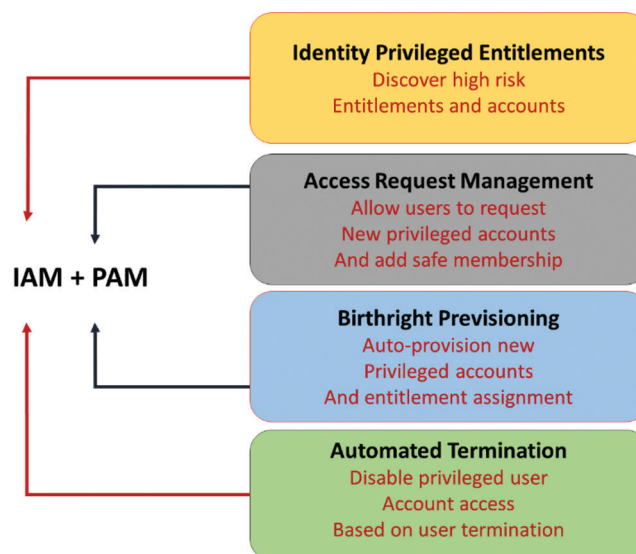 Identity Privileged Entitlements
Discover high risk
Entitlements and accounts
Access Request Management
Allow users to request
New privileged accounts
And add safe membership
IAM + PAM
Birthright Previsioning
Auto-provision new
Privileged accounts
And entitlement assignment
Automated Termination
Disable privileged user
Account access
Based on user termination